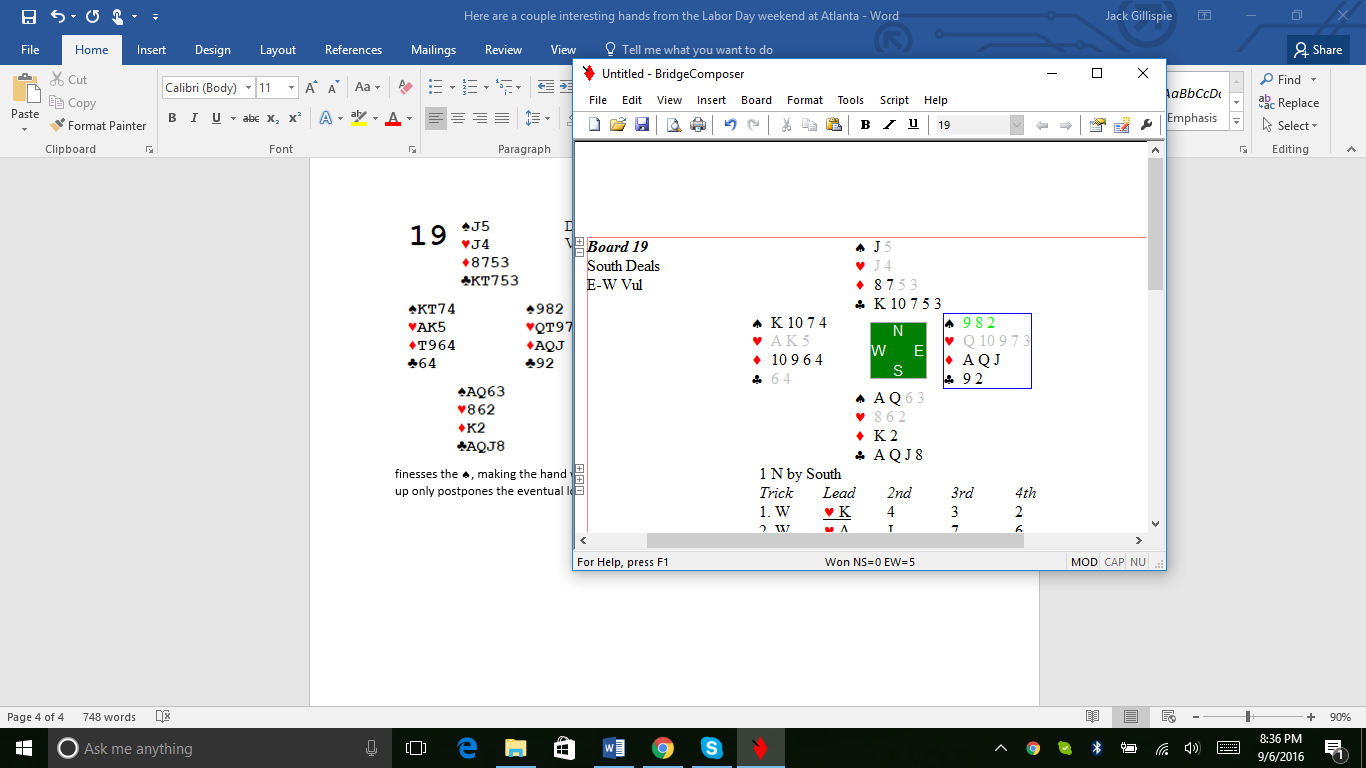 Here are a couple interesting hands from the Labor Day weekend at Atlanta - Word
Jack Gillispie
File Home Insert Design Layout References Mailings Review View Tell me what you want to do Share
Paste
Cut
Copy
Format Painter
Clipboard
Calibri (Body) 11
Font
Paragraph
AaBbCcDc
Emphasis
Find
Replace
Select
Editing
19
♠J5
♥J4
♦8753
♣KT753
♠KT74
♥AK5
♦T964
♣64
♠982
♥QT97
♦AQJ
♣92
♠AQ63
♥862
♦K2
♣AQJ8
finesses the ♠, making the hand
up only postpones the eventual
Untitled - BridgeComposer
File Edit View Insert Board Format Tools Script Help
B I U 19
Board 19
South Deals
E-W Vul
♠ J 5
♥ J 4
♦ 8 7 5 3
♣ K 10 7 5 3
♠ K 10 7 4
♥ A K 5
♦ 10 9 6 4
♣ 6 4
N
W E
S
♠ 9 8 2
♥ Q 10 9 7 3
♦ A Q J
♣ 9 2
♠ A Q 6 3
♥ 8 6 2
♦ K 2
♣ A Q J 8
1 N by South
Trick Lead 2nd 3rd 4th
1. W ♥ K 4 3 2
2. W ♥ A J 7 6
For Help, press F1
Won NS=0 EW=5
MOD CAP NU
Page 4 of 4 748 words
90%
Ask me anything
8:36 PM
9/6/2016